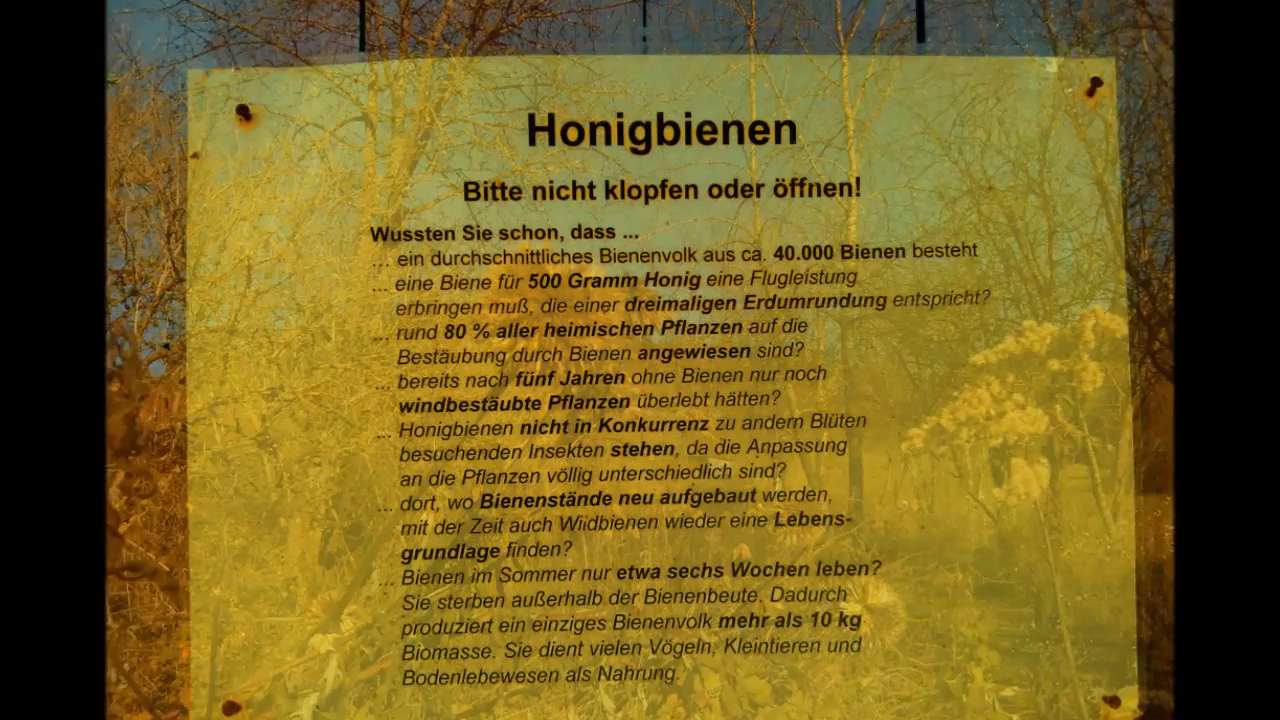 Honigbienen
Bitte nicht klopfen oder öffnen!
Wussten Sie schon, dass ...
... ein durchschnittliches Bienenvolk aus ca. 40.000 Bienen besteht
... eine Biene für 500 Gramm Honig eine Flugleistung
erbringen muß, die einer dreimaligen Erdumrundung entspricht?
... rund 80 % aller heimischen Pflanzen auf die
Bestäubung durch Bienen angewiesen sind?
... bereits nach fünf Jahren ohne Bienen nur noch
windbestäubte Pflanzen überlebt hätten?
... Honigbienen nicht in Konkurrenz zu andern Blüten
besuchenden Insekten stehen, da die Anpassung
an die Pflanzen völlig unterschiedlich sind?
... dort, wo Bienenstände neu aufgebaut werden,
mit der Zeit auch Wildbienen wieder eine Lebens-
grundlage finden?
... Bienen im Sommer nur etwa sechs Wochen leben?
Sie sterben außerhalb der Bienenbeute. Dadurch
produziert ein einziges Bienenvolk mehr als 10 kg
Biomasse. Sie dient vielen Vögeln, Kleintieren und
Bodenlebewesen als Nahrung.